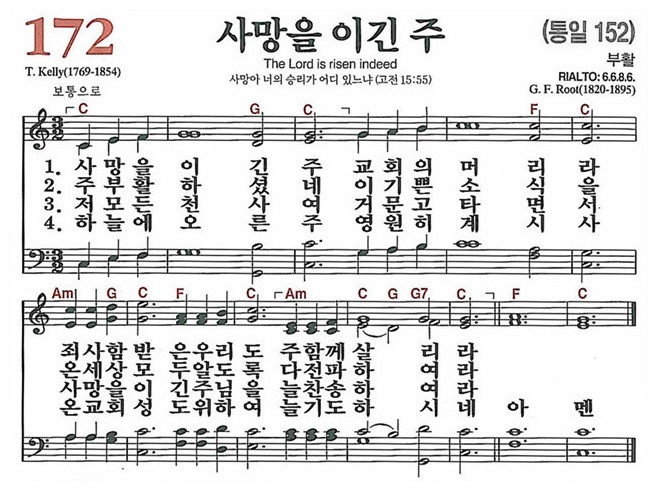 172
사망을 이긴 주
(통일 152)
The Lord is risen indeed
부활
T. Kelly(1769-1854)
사망아 너의 승리가 어디 있느냐 (고전 15:55)
RIALTO: 6.6.8.6.
보통으로
G. F. Root(1820-1895)
C G C F C
1. 사망을 이 긴 주 교회의 머 리 라
2. 주부활 하 셨 네 이기쁜 소 식 을
3. 저모든 천 사 여 거문고 타 면 서
4. 하늘에 오 른 주 영원히 계 시 사
Am G C F C Am C G G7 C F C
죄사함 받 은우리 도 주함께 살 리 라
온세상 모 두알도 록 다전파 하 여 라
사망을 이 긴주님 을 늘찬송 하 여 라
온교회 성 도위하 여 늘기도 하 시 네 아 멘